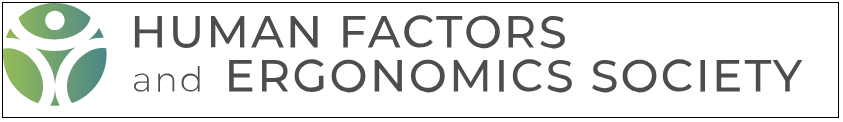 HUMAN FACTORS
and ERGONOMICS SOCIETY